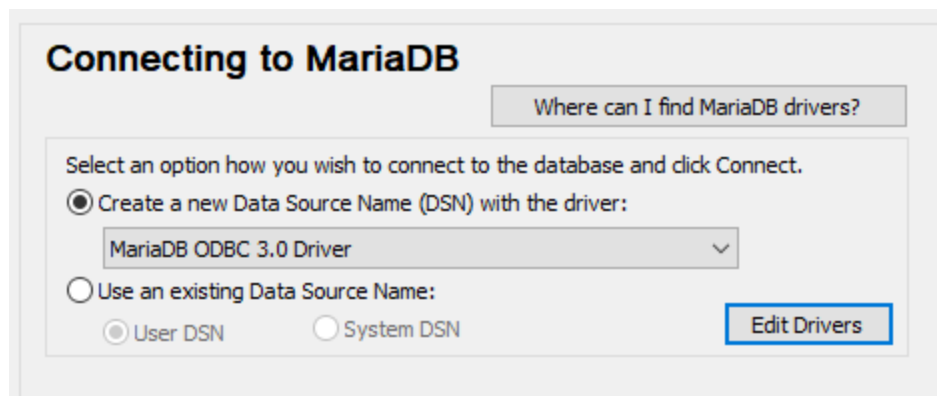 Connecting to MariaDB
Where can I find MariaDB drivers?
Select an option how you wish to connect to the database and click Connect.
Create a new Data Source Name (DSN) with the driver:
MariaDB ODBC 3.0 Driver
Use an existing Data Source Name:
User DSN
System DSN
Edit Drivers